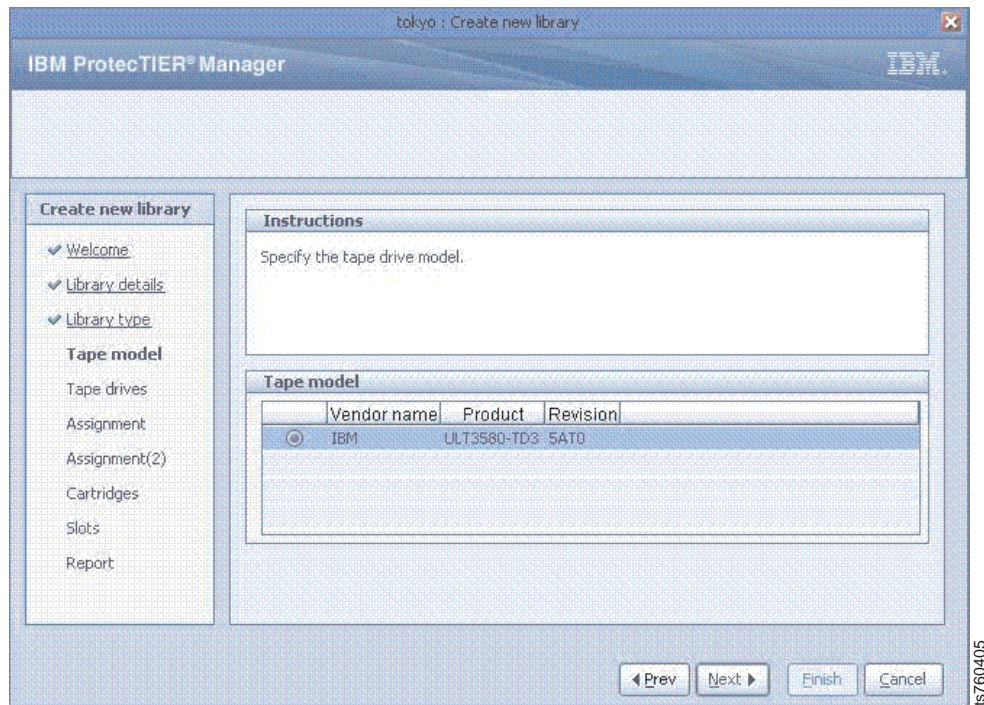 tokyo : Create new library
IBM ProtecTIER® Manager
IBM.
Create new library
Welcome
Library details
Library type
Tape model
Tape drives
Assignment
Assignment(2)
Cartridges
Slots
Report
Instructions
Specify the tape drive model.
Tape model
Vendor name Product Revision
IBM ULT3580-TD3 5AT0
Prev Next Finish Cancel
ts760405